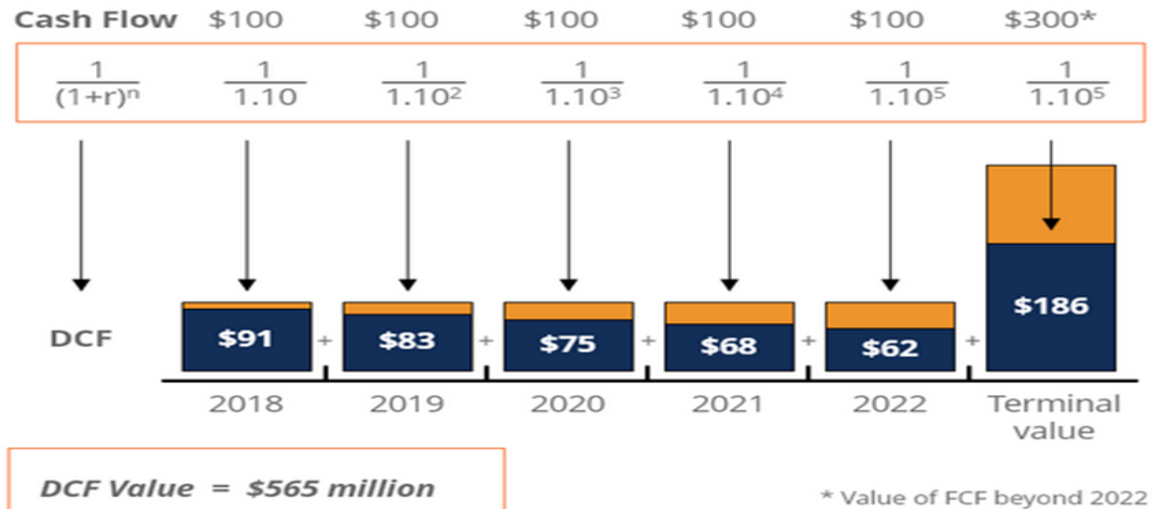 Cash Flow $100 $100 $100 $100 $100 $300*
1 1 1 1 1 1 1
(1+r)ⁿ 1.10 1.10² 1.10³ 1.10⁴ 1.10⁵ 1.10⁵
DCF $91 + $83 + $75 + $68 + $62 + $186
2018 2019 2020 2021 2022 Terminal
value
DCF Value = $565 million
* Value of FCF beyond 2022